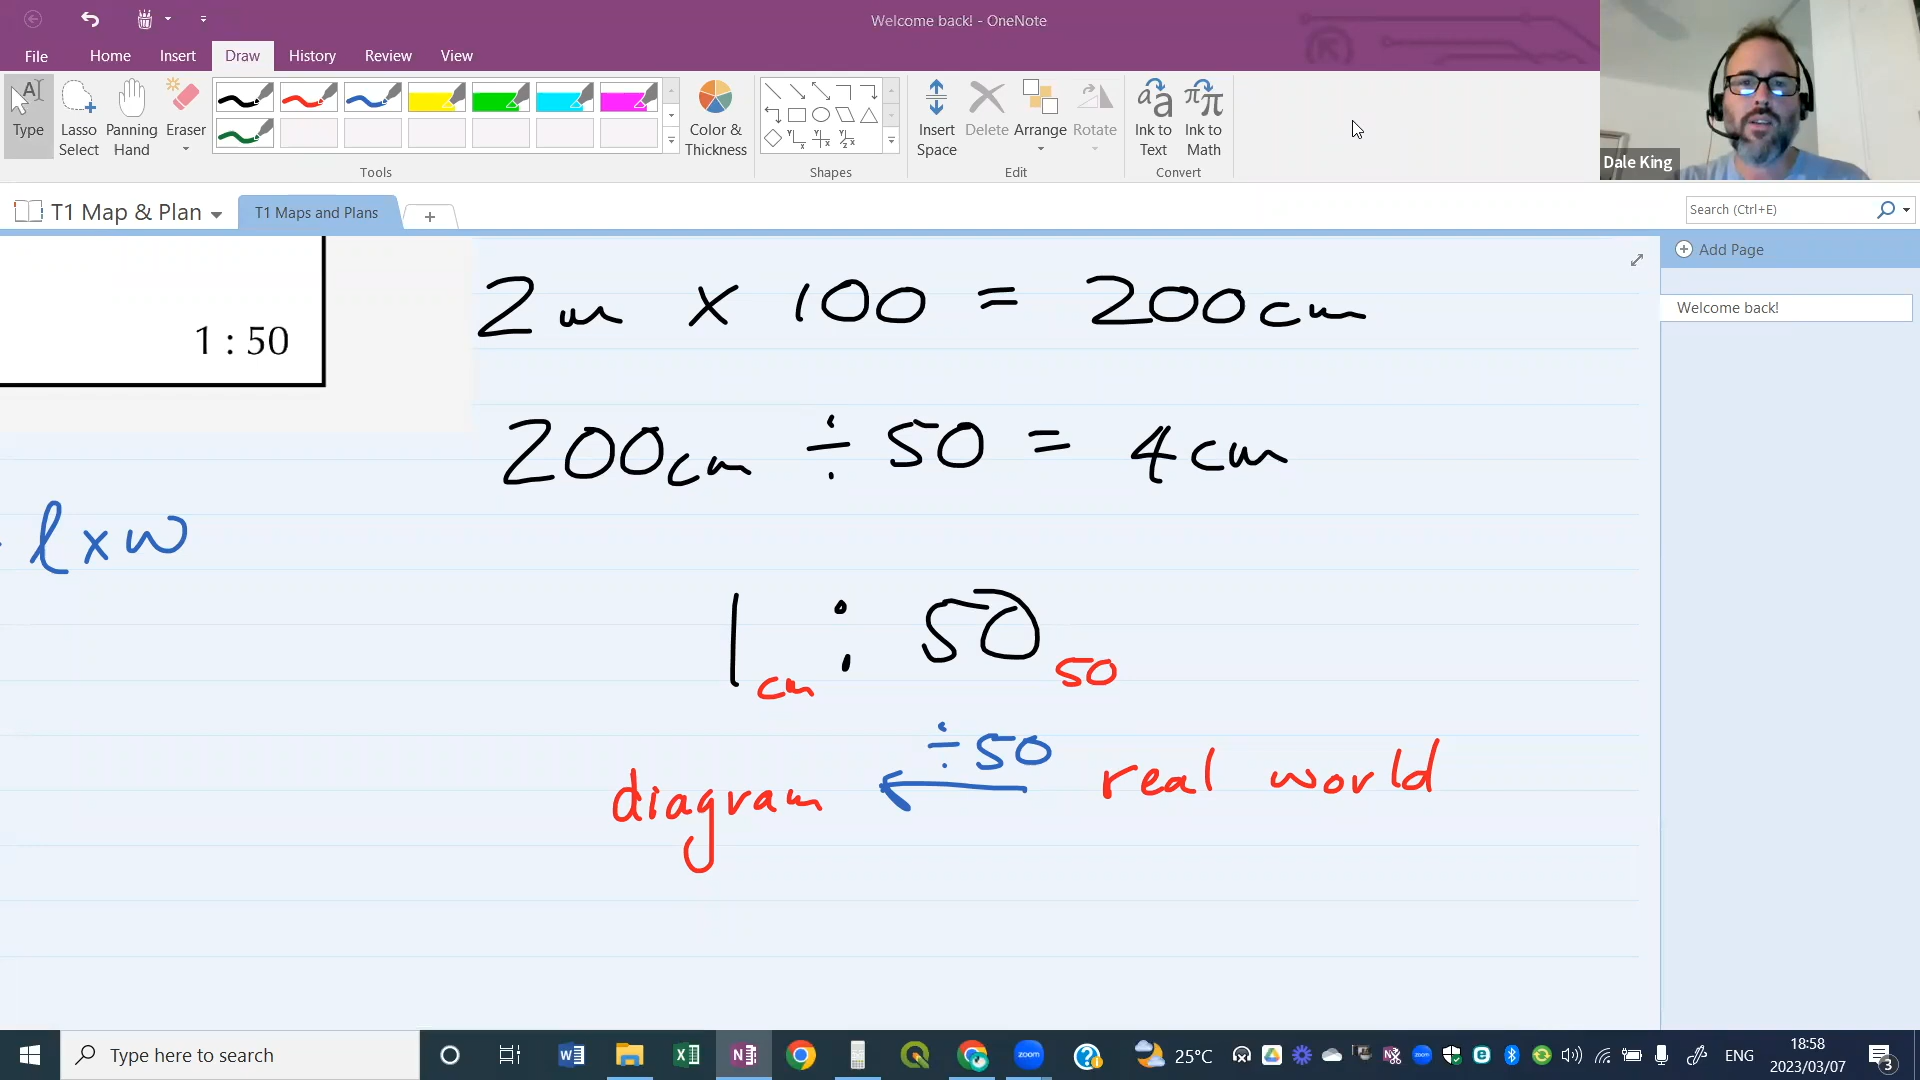 Welcome back! - OneNote
File Home Insert Draw History Review View
Type
Lasso Select
Panning Hand
Eraser
Color & Thickness
Insert Space
Delete
Arrange
Rotate
Ink to Text
Ink to Math
Tools
Shapes
Edit
Convert
Dale King
T1 Map & Plan
T1 Maps and Plans
Search (Ctrl+E)
Add Page
Welcome back!
1 : 50
2m x 100 = 200cm
200cm ÷ 50 = 4cm
l x w
1 : 50
cm 50
÷ 50
diagram real world
Type here to search
zoom
25°C
ENG
18:58
2023/03/07
3